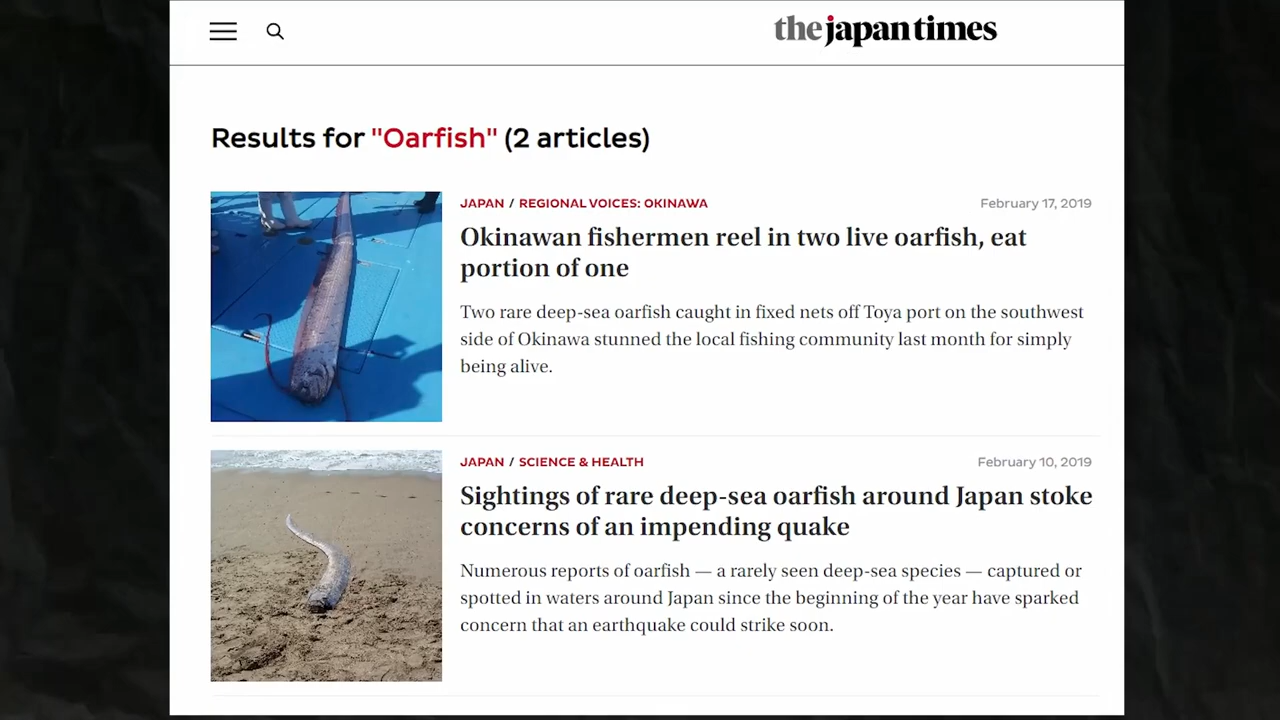 the japan times
Results for "Oarfish" (2 articles)
JAPAN / REGIONAL VOICES: OKINAWA
February 17, 2019
Okinawan fishermen reel in two live oarfish, eat
portion of one
Two rare deep-sea oarfish caught in fixed nets off Toya port on the southwest
side of Okinawa stunned the local fishing community last month for simply
being alive.
JAPAN / SCIENCE & HEALTH
February 10, 2019
Sightings of rare deep-sea oarfish around Japan stoke
concerns of an impending quake
Numerous reports of oarfish — a rarely seen deep-sea species — captured or
spotted in waters around Japan since the beginning of the year have sparked
concern that an earthquake could strike soon.